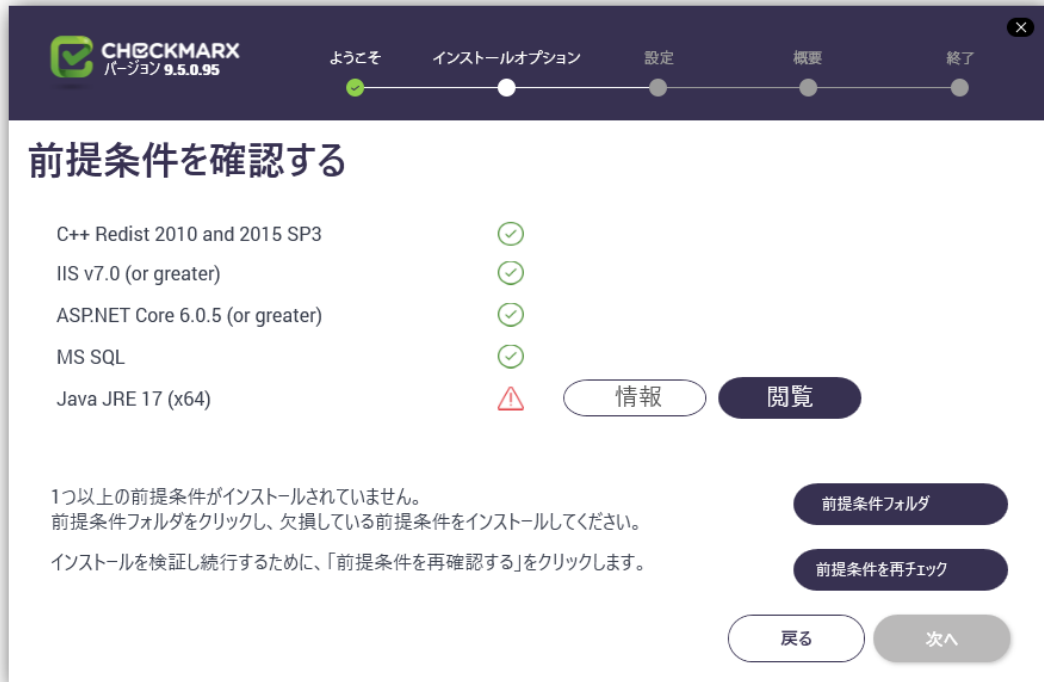 CHECKMARX
バージョン 9.5.0.95
ようこそ
インストールオプション
設定
概要
終了
前提条件を確認する
C++ Redist 2010 and 2015 SP3
IIS v7.0 (or greater)
ASP.NET Core 6.0.5 (or greater)
MS SQL
Java JRE 17 (x64)
情報
閲覧
1つ以上の前提条件がインストールされていません。
前提条件フォルダをクリックし、欠損している前提条件をインストールしてください。
前提条件フォルダ
インストールを検証し続行するために、「前提条件を再確認する」をクリックします。
前提条件を再チェック
戻る
次へ